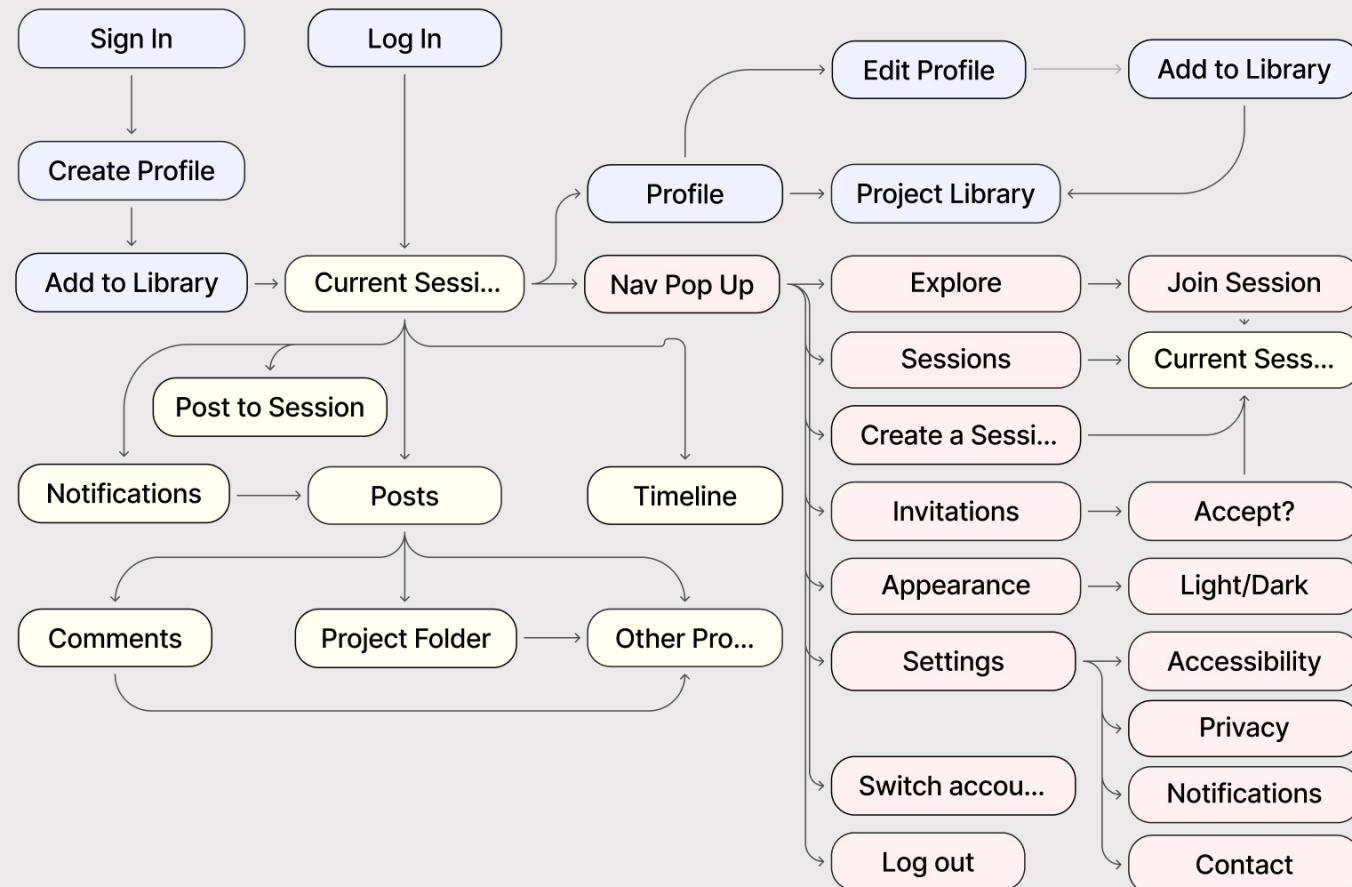 Sign In
Log In
Edit Profile
Add to Library
Create Profile
Profile
Project Library
Add to Library
Current Sessi...
Nav Pop Up
Explore
Join Session
Sessions
Current Sess...
Post to Session
Create a Sessi...
Notifications
Posts
Timeline
Invitations
Accept?
Appearance
Light/Dark
Comments
Project Folder
Other Pro...
Settings
Accessibility
Privacy
Switch accou...
Notifications
Log out
Contact